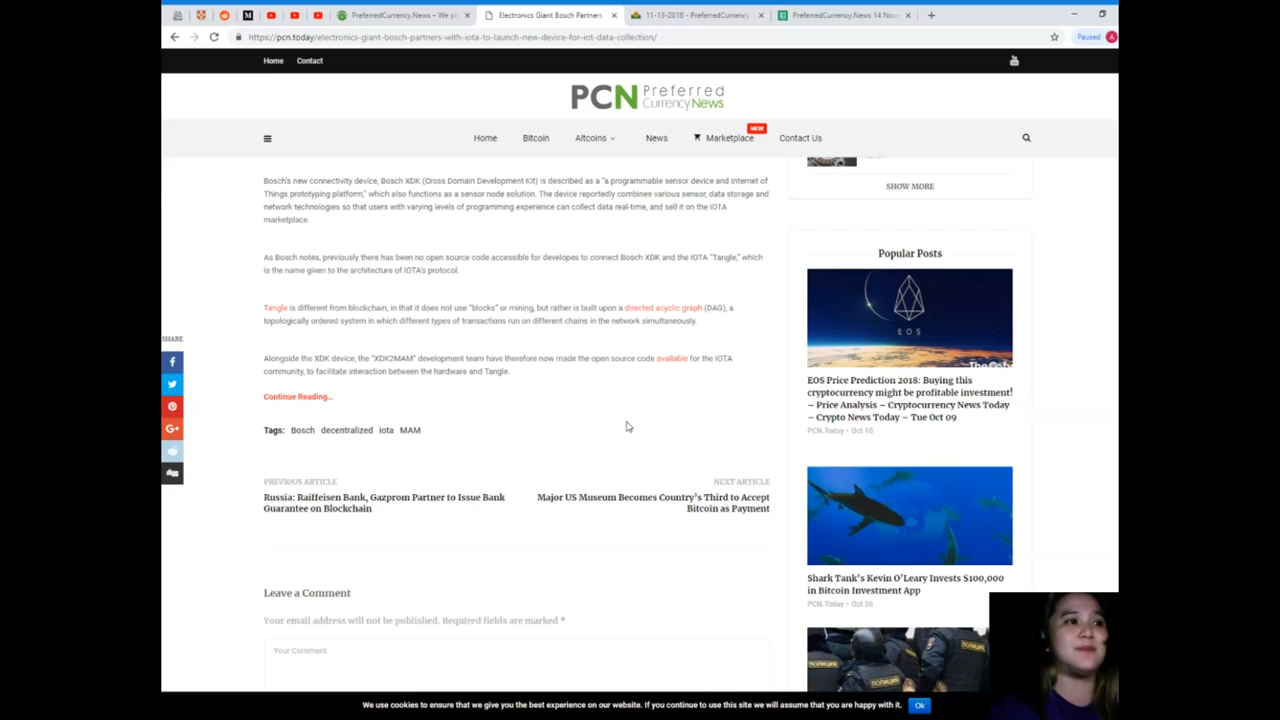 PreferredCurrency.News – We p
Electronics Giant Bosch Partners
11-13-2018 - PreferredCurrency
PreferredCurrency.News 14 Nov
https://pcn.today/electronics-giant-bosch-partners-with-iota-to-launch-new-device-for-iot-data-collection/
Paused
A
Home
Contact
PCN Preferred
Currency News
Home
Bitcoin
Altcoins
News
Marketplace
NEW
Contact Us
Bosch's new connectivity device, Bosch XDK (Cross Domain Development Kit) is described as a "a programmable sensor device and Internet of
Things prototyping platform," which also functions as a sensor node solution. The device reportedly combines various sensor, data storage and
network technologies so that users with varying levels of programming experience can collect data real-time, and sell it on the IOTA
marketplace.
As Bosch notes, previously there has been no open source code accessible for developes to connect Bosch XDK and the IOTA "Tangle," which
is the name given to the architecture of IOTA's protocol.
Tangle is different from blockchain, in that it does not use "blocks" or mining, but rather is built upon a directed acyclic graph (DAG), a
topologically ordered system in which different types of transactions run on different chains in the network simultaneously.
Alongside the XDK device, the "XDK2MAM" development team have therefore now made the open source code available for the IOTA
community, to facilitate interaction between the hardware and Tangle.
Continue Reading...
Tags: Bosch decentralized iota MAM
SHARE
PREVIOUS ARTICLE
Russia: Raiffeisen Bank, Gazprom Partner to Issue Bank
Guarantee on Blockchain
NEXT ARTICLE
Major US Museum Becomes Country's Third to Accept
Bitcoin as Payment
Leave a Comment
Your email address will not be published. Required fields are marked *
Your Comment
SHOW MORE
Popular Posts
EOS
EOS Price Prediction 2018: Buying this
cryptocurrency might be profitable investment!
– Price Analysis – Cryptocurrency News Today
– Crypto News Today – Tue Oct 09
PCN.Today • Oct 10
Shark Tank's Kevin O'Leary Invests $100,000
in Bitcoin Investment App
PCN.Today • Oct 26
ПОЛИЦИЯ
ПОЛИЦИЯ
We use cookies to ensure that we give you the best experience on our website. If you continue to use this site we will assume that you are happy with it.
Ok